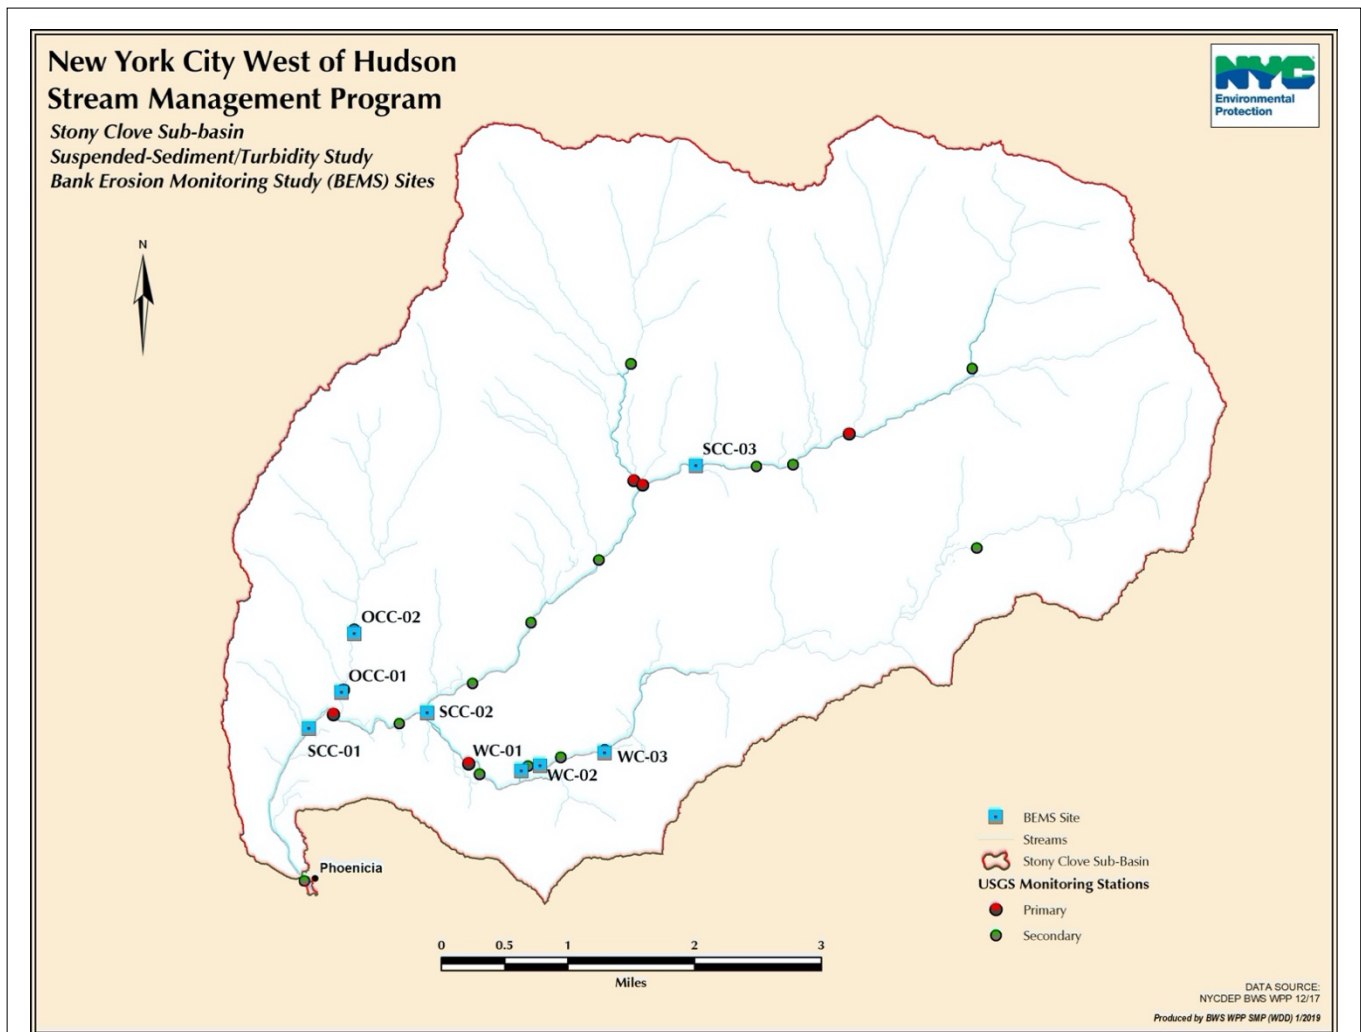 New York City West of Hudson
Stream Management Program
Stony Clove Sub-basin
Suspended-Sediment/Turbidity Study
Bank Erosion Monitoring Study (BEMS) Sites
NYC
Environmental
Protection
N
SCC-03
OCC-02
OCC-01
SCC-02
SCC-01
WC-01
WC-03
WC-02
Phoenicia
BEMS Site
Streams
Stony Clove Sub-Basin
USGS Monitoring Stations
Primary
Secondary
0 0.5 1 2 3
Miles
DATA SOURCE:
NYCDEP BWS WPP 12/17
Produced by BWS WPP SMP (WDD) 1/2019